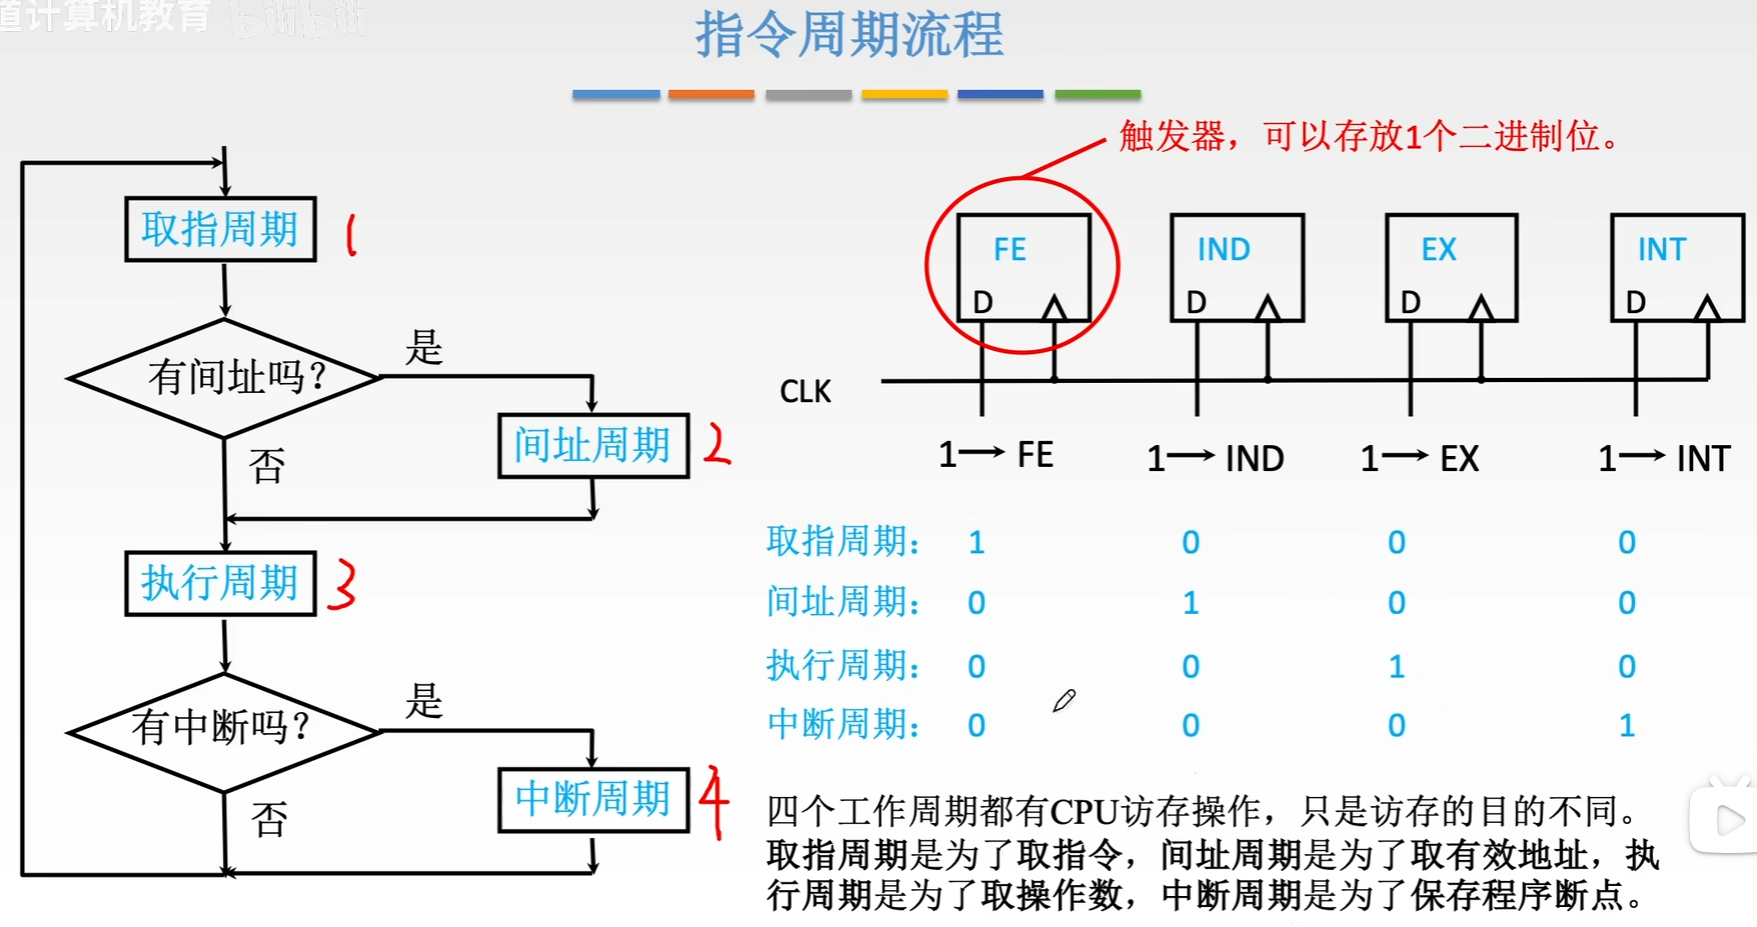 道计算机教育 bilibili
指令周期流程
触发器，可以存放1个二进制位。
取指周期 1
有间址吗？
是
否
间址周期 2
执行周期 3
有中断吗？
是
否
中断周期 4
FE IND EX INT
D D D D
CLK
1→ FE 1→ IND 1→ EX 1→ INT
取指周期： 1 0 0 0
间址周期： 0 1 0 0
执行周期： 0 0 1 0
中断周期： 0 0 0 1
四个工作周期都有CPU访存操作，只是访存的目的不同。
取指周期是为了取指令，间址周期是为了取有效地址，执
行周期是为了取操作数，中断周期是为了保存程序断点。